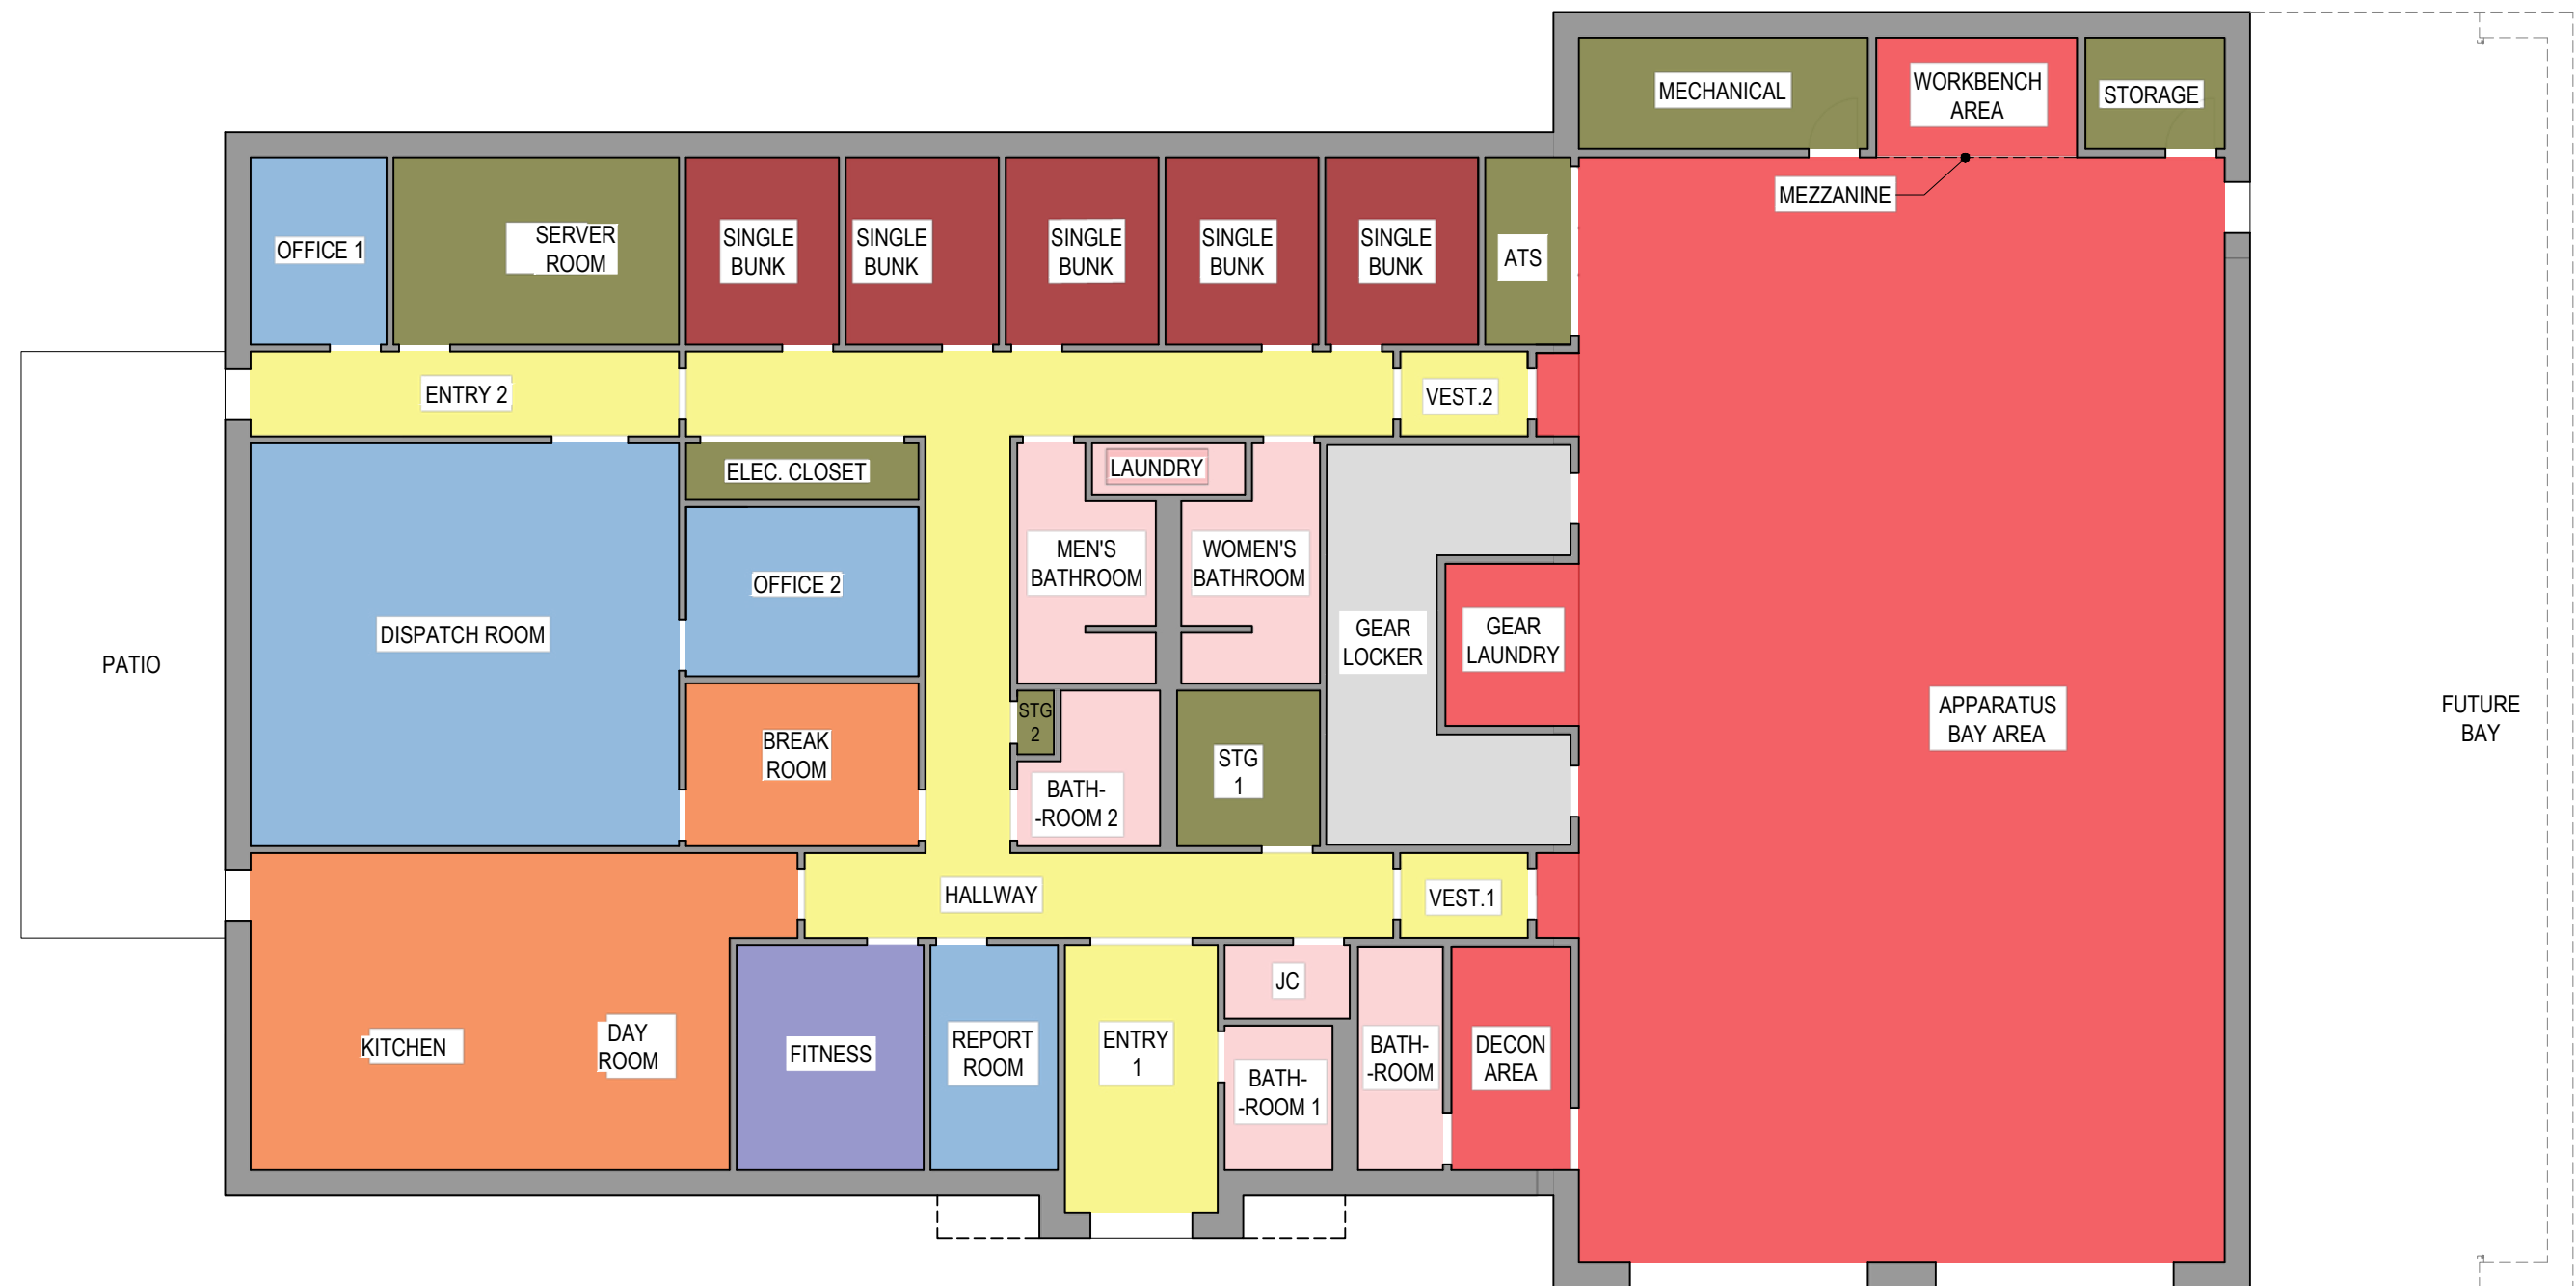 MECHANICAL
WORKBENCH
AREA
STORAGE
MEZZANINE
OFFICE 1
SERVER
ROOM
SINGLE
BUNK
SINGLE
BUNK
SINGLE
BUNK
SINGLE
BUNK
SINGLE
BUNK
ATS
ENTRY 2
VEST.2
ELEC. CLOSET
LAUNDRY
MEN'S
BATHROOM
WOMEN'S
BATHROOM
OFFICE 2
DISPATCH ROOM
PATIO
GEAR
LOCKER
GEAR
LAUNDRY
APPARATUS
BAY AREA
FUTURE
BAY
BREAK
ROOM
STG
2
STG
1
BATH-
-ROOM 2
HALLWAY
VEST.1
JC
KITCHEN
DAY
ROOM
FITNESS
REPORT
ROOM
ENTRY
1
BATH-
-ROOM 1
BATH-
-ROOM
DECON
AREA